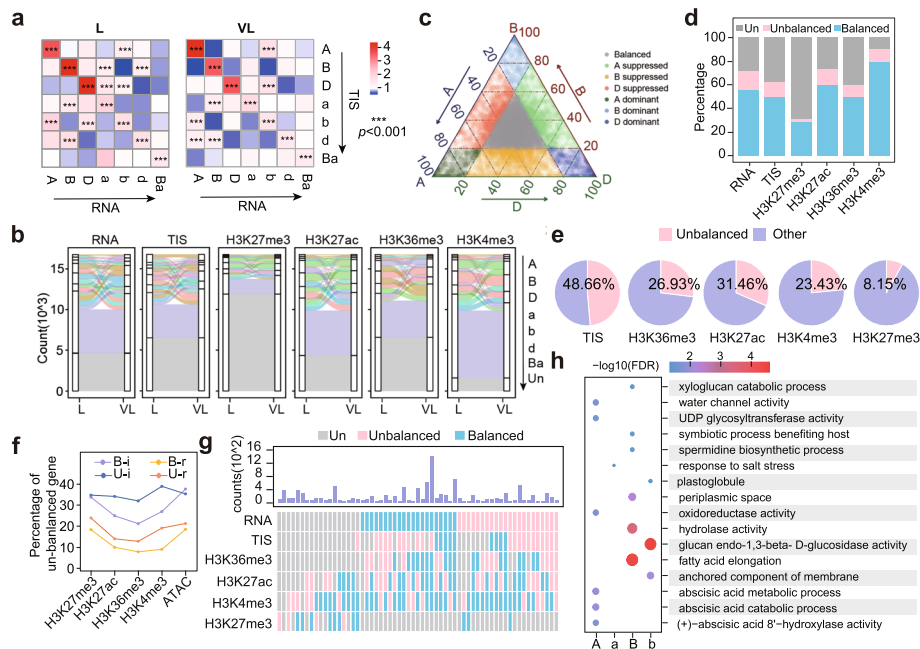 a
L
VL
A
B
D
a
b
d
Ba
TIS
4
3
2
1
***
p<0.001
A B D a b d Ba
RNA
A B D a b d Ba
RNA
c
B 100
80
60
40
20
A
20
40
60
80
100
A
B
80
60
40
20
20 40 60 80 100
D
D
Balanced
A suppressed
B suppressed
D suppressed
A dominant
B dominant
D dominant
d
Un Unbalanced Balanced
Percentage
100
80
60
40
20
0
RNA
TIS
H3K27me3
H3K27ac
H3K36me3
H3K4me3
b
RNA TIS H3K27me3 H3K27ac H3K36me3 H3K4me3
Count(10^3)
15
10
5
0
L VL L VL L VL L VL L VL L VL
A
B
D
a
b
d
Ba
Un
e
Unbalanced Other
48.66% 26.93% 31.46% 23.43% 8.15%
TIS H3K36me3 H3K27ac H3K4me3 H3K27me3
f
B-i B-r
U-i U-r
Percentage of
un-banlanced gene
40
30
20
10
0
H3K27me3
H3K27ac
H3K36me3
H3K4me3
ATAC
g
Un Unbalanced Balanced
counts(10^2)
16
12
8
4
0
RNA
TIS
H3K36me3
H3K27ac
H3K4me3
H3K27me3
h
−log10(FDR)
2 3 4
xyloglucan catabolic process
water channel activity
UDP glycosyltransferase activity
symbiotic process benefiting host
spermidine biosynthetic process
response to salt stress
plastoglobule
periplasmic space
oxidoreductase activity
hydrolase activity
glucan endo-1,3-beta- D-glucosidase activity
fatty acid elongation
anchored component of membrane
abscisic acid metabolic process
abscisic acid catabolic process
(+)-abscisic acid 8'-hydroxylase activity
A a B b